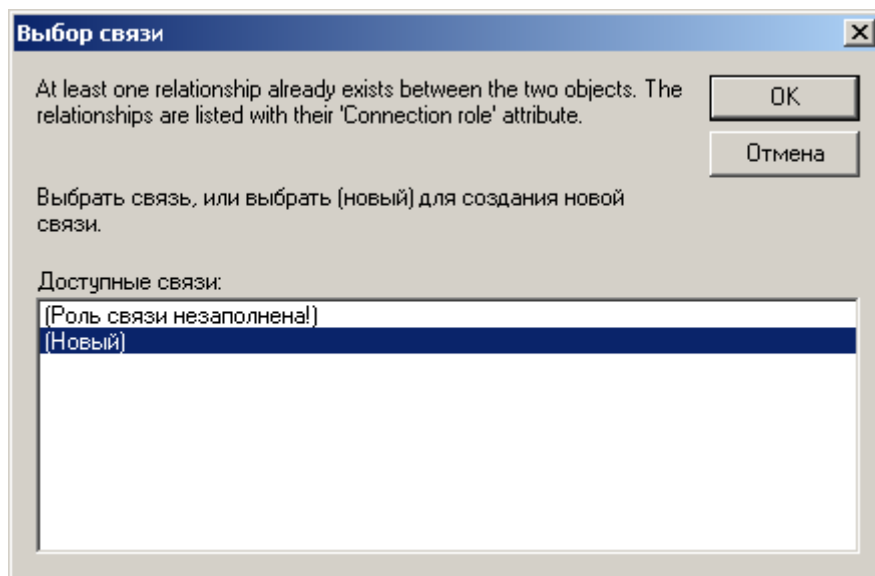 Выбор связи
At least one relationship already exists between the two objects. The
relationships are listed with their 'Connection role' attribute.
OK
Отмена
Выбрать связь, или выбрать (новый) для создания новой
связи.
Доступные связи:
(Роль связи незаполнена!)
(Новый)